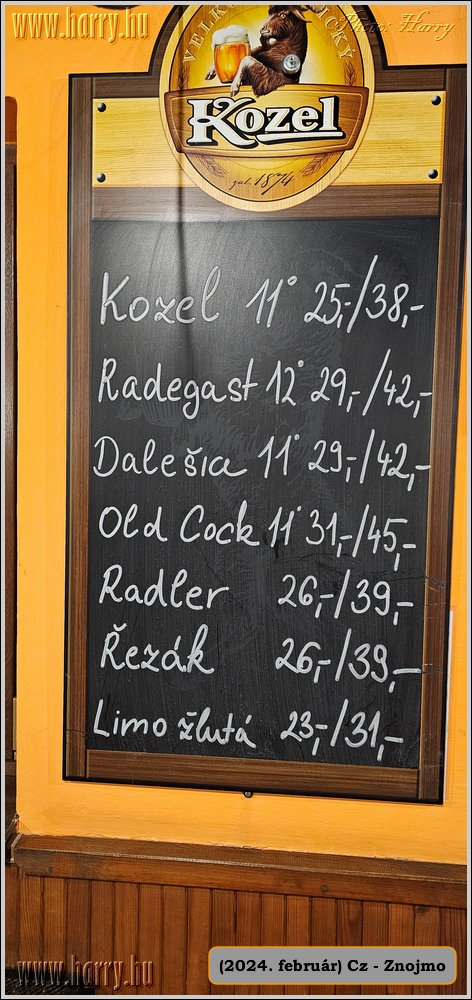 www.harry.hu
Photo: Harry
Kozel
jal. 1874
Kozel 11° 25,-/38,-
Radegast 12° 29,-/42,-
Dalešia 11° 29,-/42,-
Old Cock 11° 31,-/45,-
Radler 26,-/39,-
Řezák 26,-/39,-
Limo žlutá 23,-/31,-
www.harry.hu
(2024. február) Cz - Znojmo